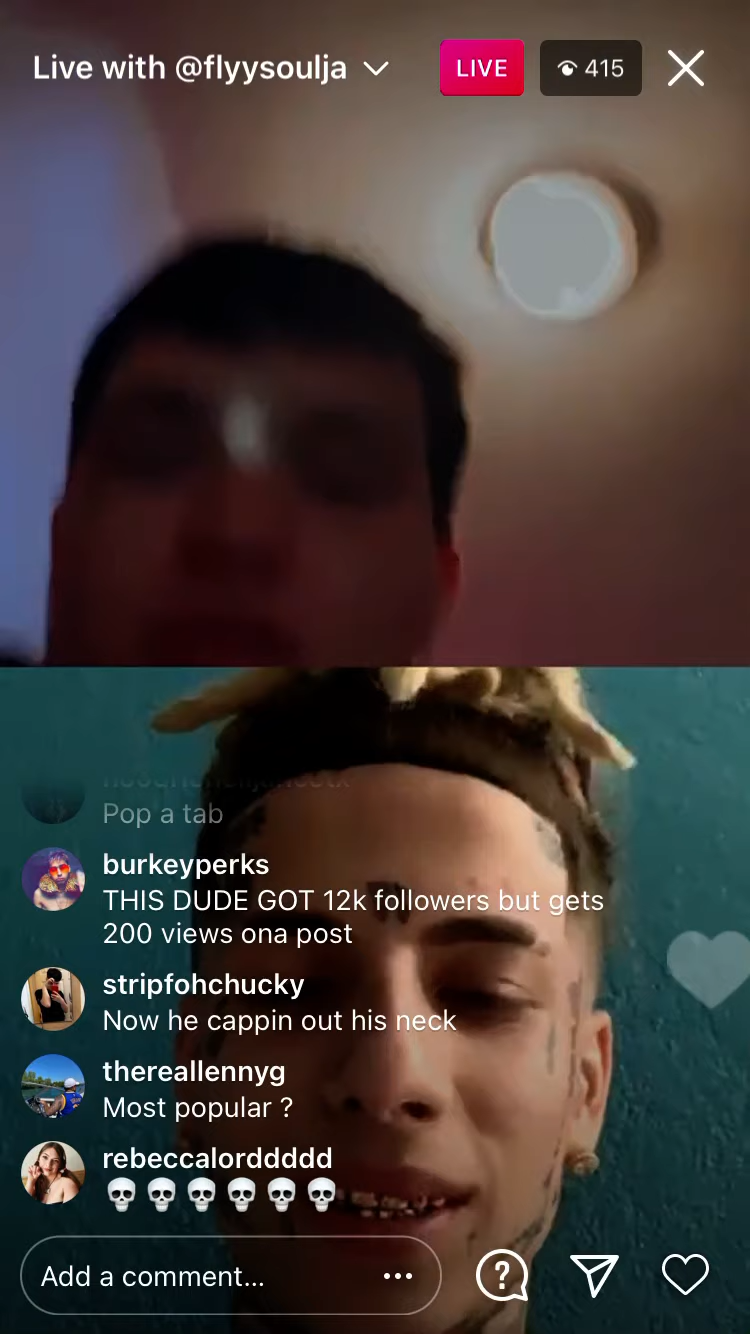 Live with @flyysoulja
LIVE
415
Pop a tab
burkeyperks
THIS DUDE GOT 12k followers but gets
200 views ona post
stripfohchucky
Now he cappin out his neck
thereallennyg
Most popular ?
rebeccalorddddd
💀💀💀💀💀💀
Add a comment...